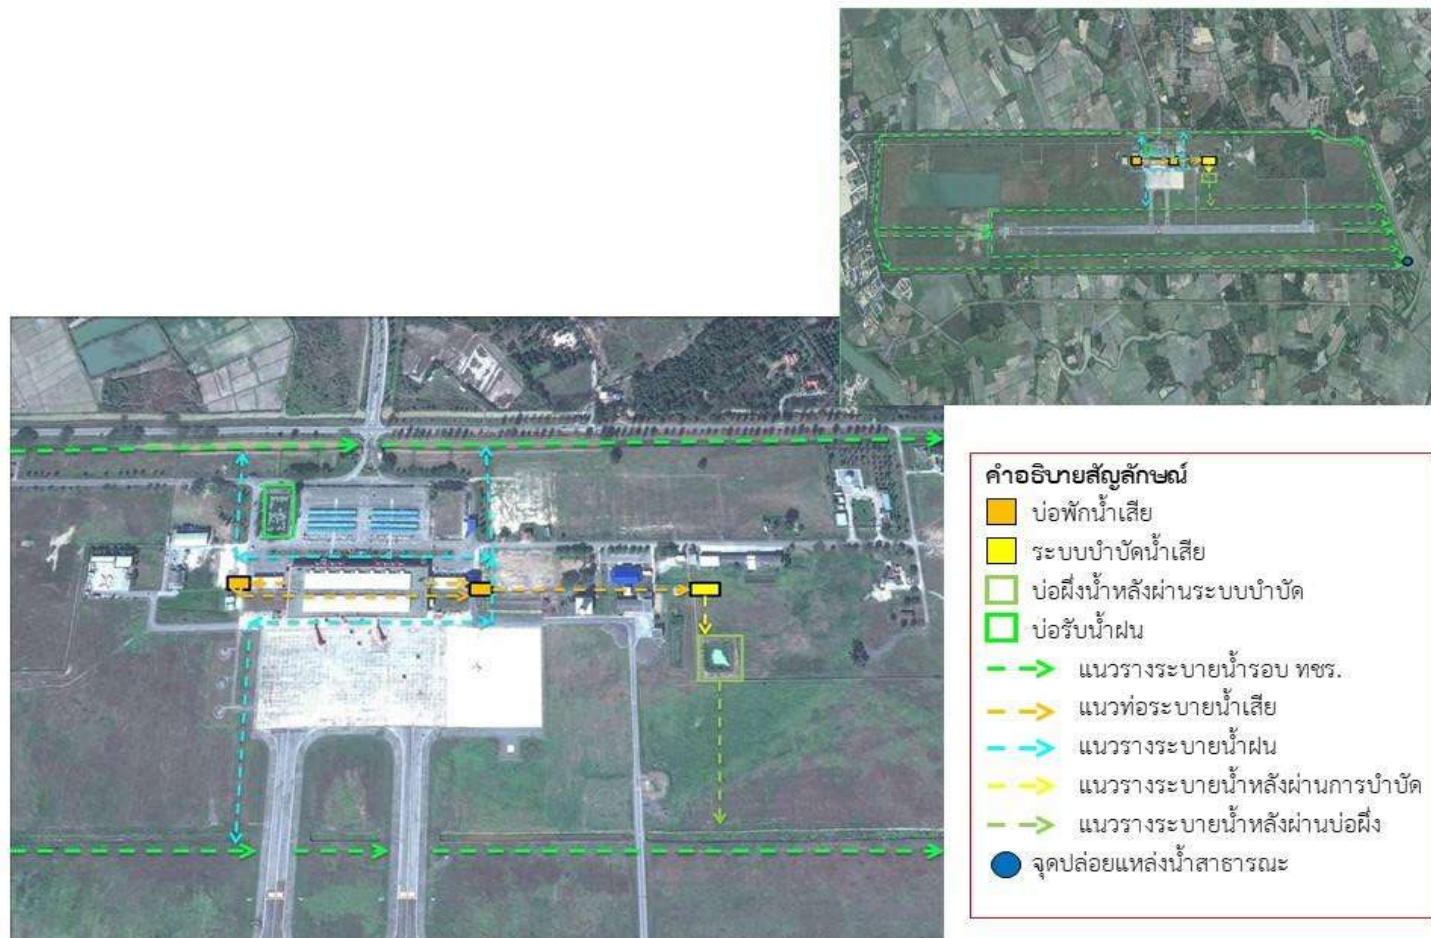 คำอธิบายสัญลักษณ์
บ่อพักน้ำเสีย
ระบบบำบัดน้ำเสีย
บ่อผึ่งน้ำหลังผ่านระบบบำบัด
บ่อรับน้ำฝน
แนวรางระบายน้ำรอบ ทชร.
แนวท่อระบายน้ำเสีย
แนวรางระบายน้ำฝน
แนวรางระบายน้ำหลังผ่านการบำบัด
แนวรางระบายน้ำหลังผ่านบ่อผึ่ง
จุดปล่อยแหล่งน้ำสาธารณะ